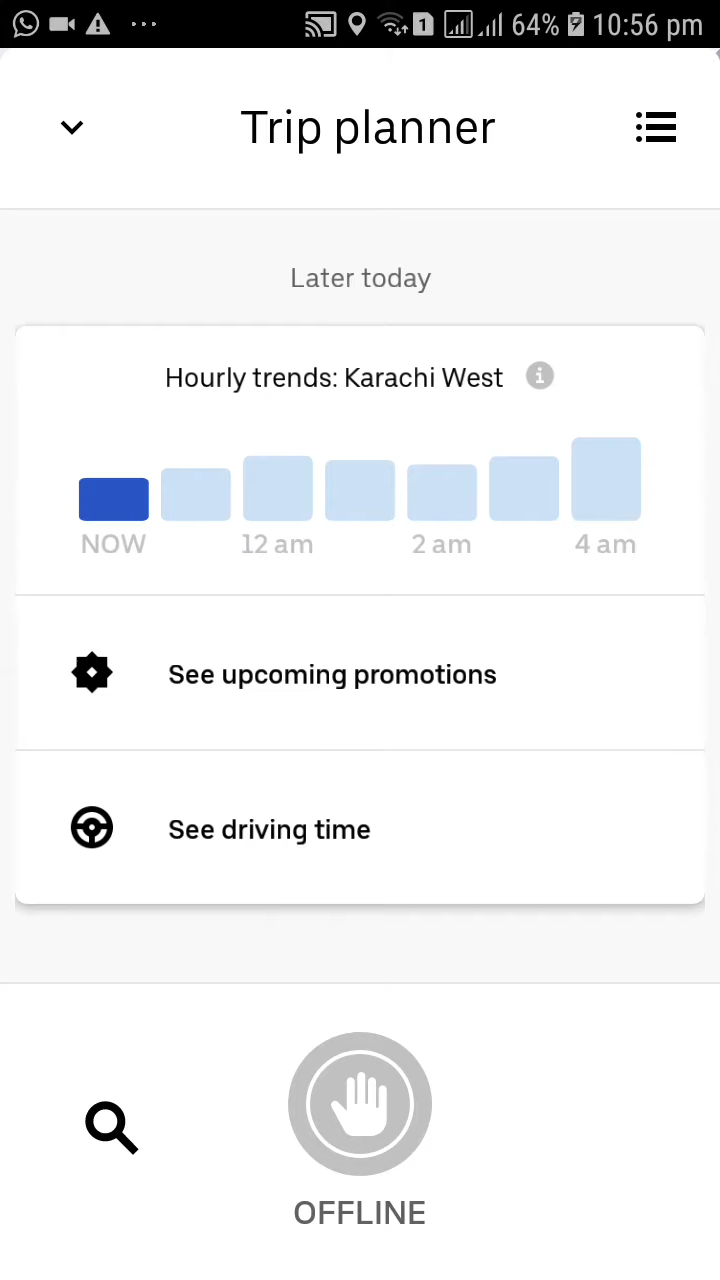 1 64% 10:56 pm
Trip planner
Later today
Hourly trends: Karachi West
NOW 12 am 2 am 4 am
See upcoming promotions
See driving time
OFFLINE